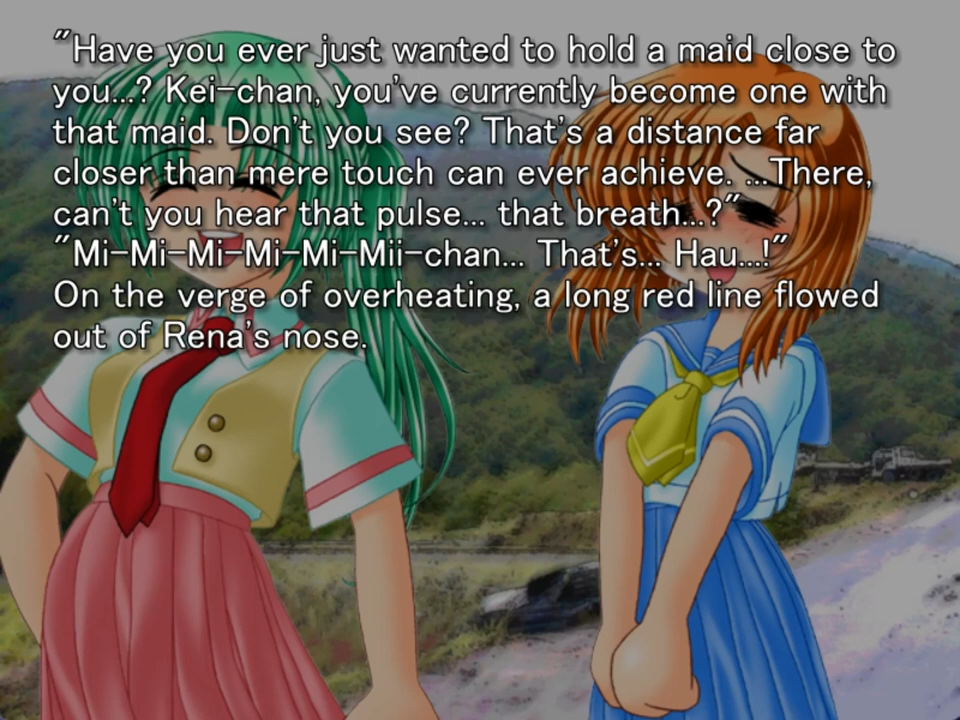 "Have you ever just wanted to hold a maid close to
you...? Kei-chan, you've currently become one with
that maid. Don't you see? That's a distance far
closer than mere touch can ever achieve. ...There,
can't you hear that pulse... that breath...?"
"Mi-Mi-Mi-Mi-Mi-Mii-chan... That's... Hau...!"
On the verge of overheating, a long red line flowed
out of Rena's nose.